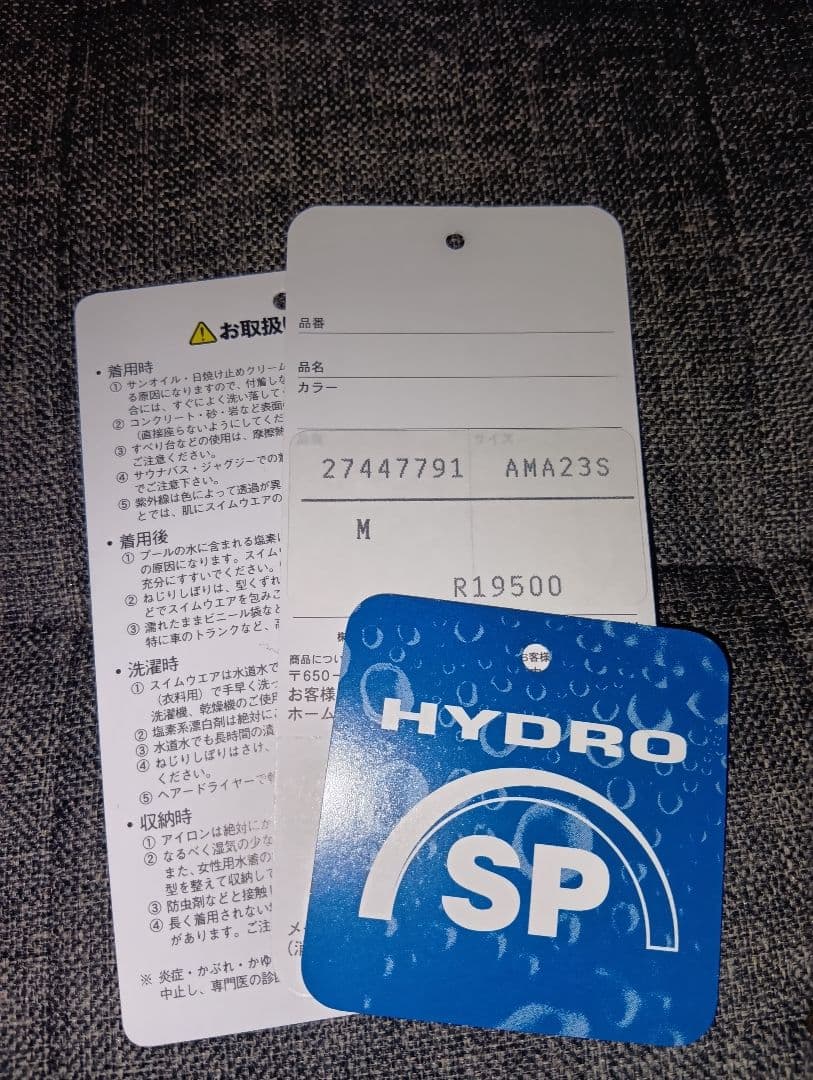 お取扱
・着用時
① サンオイル・日焼け止めクリーム
る原因になりますので、付着し
合には、すぐによく洗い落して
② コンクリート・砂・岩など表面
（直接座らないようにしてくだ
③ すべり台などの使用は、摩擦熱
ご注意ください。
④ サウナバス・ジャグジーでの
でご注意下さい。
⑤ 紫外線は色によって透過が異
とでは、肌にスイムウエアの
・着用後
① プールの水に含まれる塩素
の原因になります。スイム
充分にすすいでください。
② ねじりしぼりは、型くずれ
どでスイムウエアを包みこ
③ 濡れたままビニール袋など
特に車のトランクなど、高
・洗濯時
① スイムウエアは水道水で
（衣料用）で手早く洗っ
洗濯機、乾燥機のご使用
② 塩素系漂白剤は絶対に
③ 水道水でも長時間の漬
④ ねじりしぼりはさけ、
ください。
⑤ ヘアードライヤーで
・収納時
① アイロンは絶対にか
② なるべく湿気の少な
また、女性用水着の
型を整えて収納して
③ 防虫剤などと接触し
④ 長く着用されない
があります。ご注
※ 炎症・かぶれ・かゆ
中止し、専門医の診
品番
品名
カラー
サイズ
27447791 AMA23S
M
R19500
株
商品につい
〒650-
お客様
ホーム
メ
お客様
HYDRO
SP